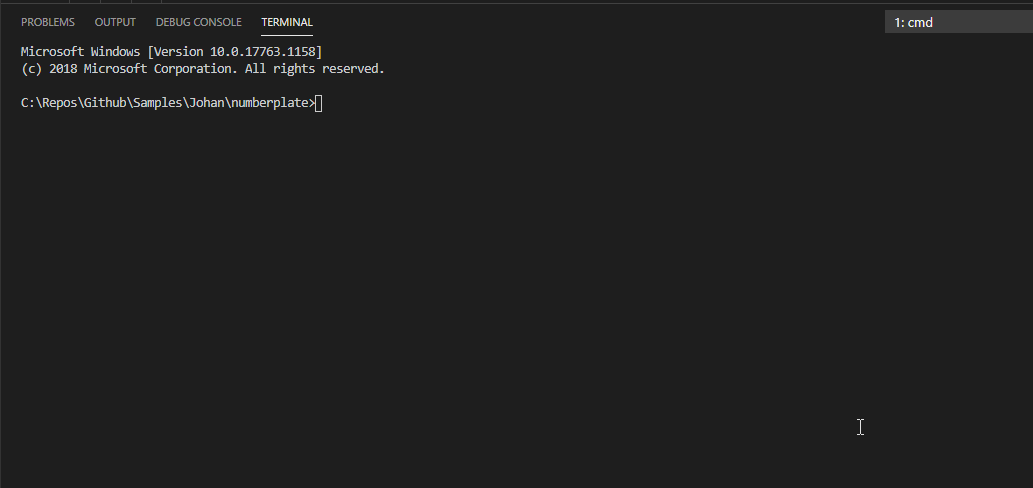 PROBLEMS OUTPUT DEBUG CONSOLE TERMINAL 1: cmd
Microsoft Windows [Version 10.0.17763.1158]
(c) 2018 Microsoft Corporation. All rights reserved.
C:\Repos\Github\Samples\Johan\numberplate>